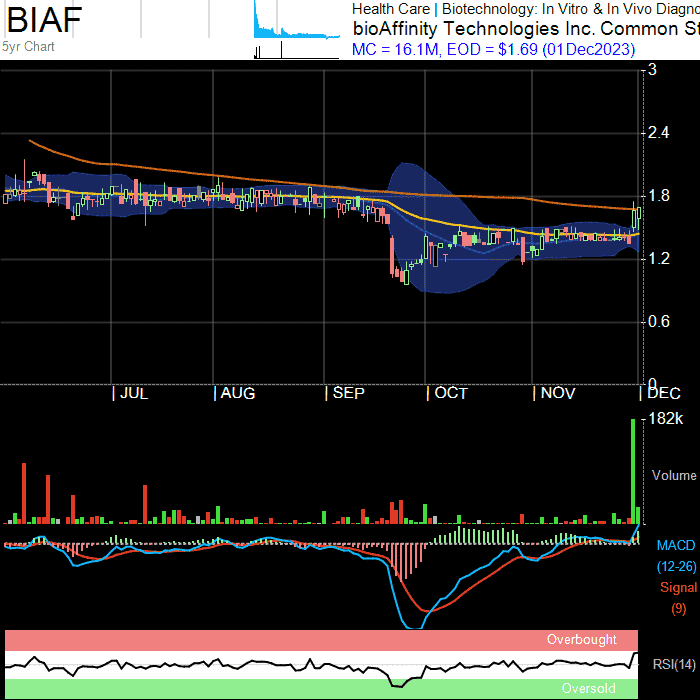 BIAF
5yr Chart
Health Care | Biotechnology: In Vitro & In Vivo Diagno
bioAffinity Technologies Inc. Common St
MC = 16.1M, EOD = $1.69 (01Dec2023)
3
2.4
1.8
1.2
0.6
0
JUL AUG SEP OCT NOV DEC
182k
Volume
MACD
(12-26)
Signal
(9)
Overbought
RSI(14)
Oversold